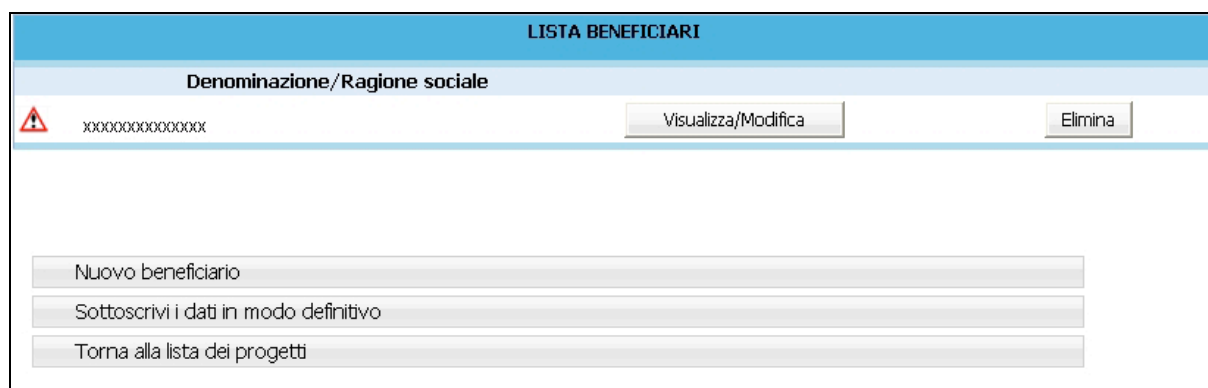 LISTA BENEFICIARI
Denominazione/Ragione sociale
xxxxxxxxxxxxxx Visualizza/Modifica Elimina
Nuovo beneficiario
Sottoscrivi i dati in modo definitivo
Torna alla lista dei progetti